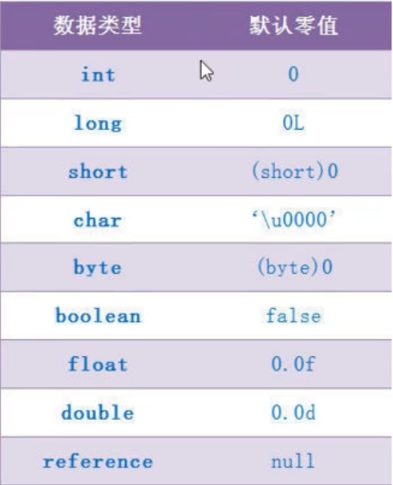 数据类型 默认零值
int 0
long 0L
short (short)0
char ‘\u0000’
byte (byte)0
boolean false
float 0.0f
double 0.0d
reference null